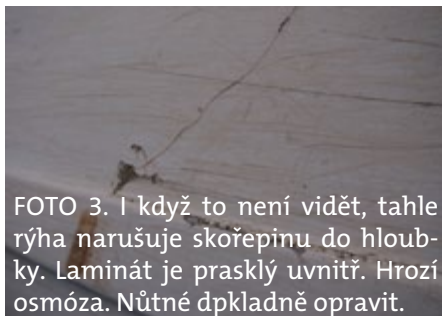 FOTO 3. I když to není vidět, tahle
rýha narušuje skořepinu do hloub-
ky. Laminát je prasklý uvnitř. Hrozí
osmóza. Nůtné dpkladně opravit.